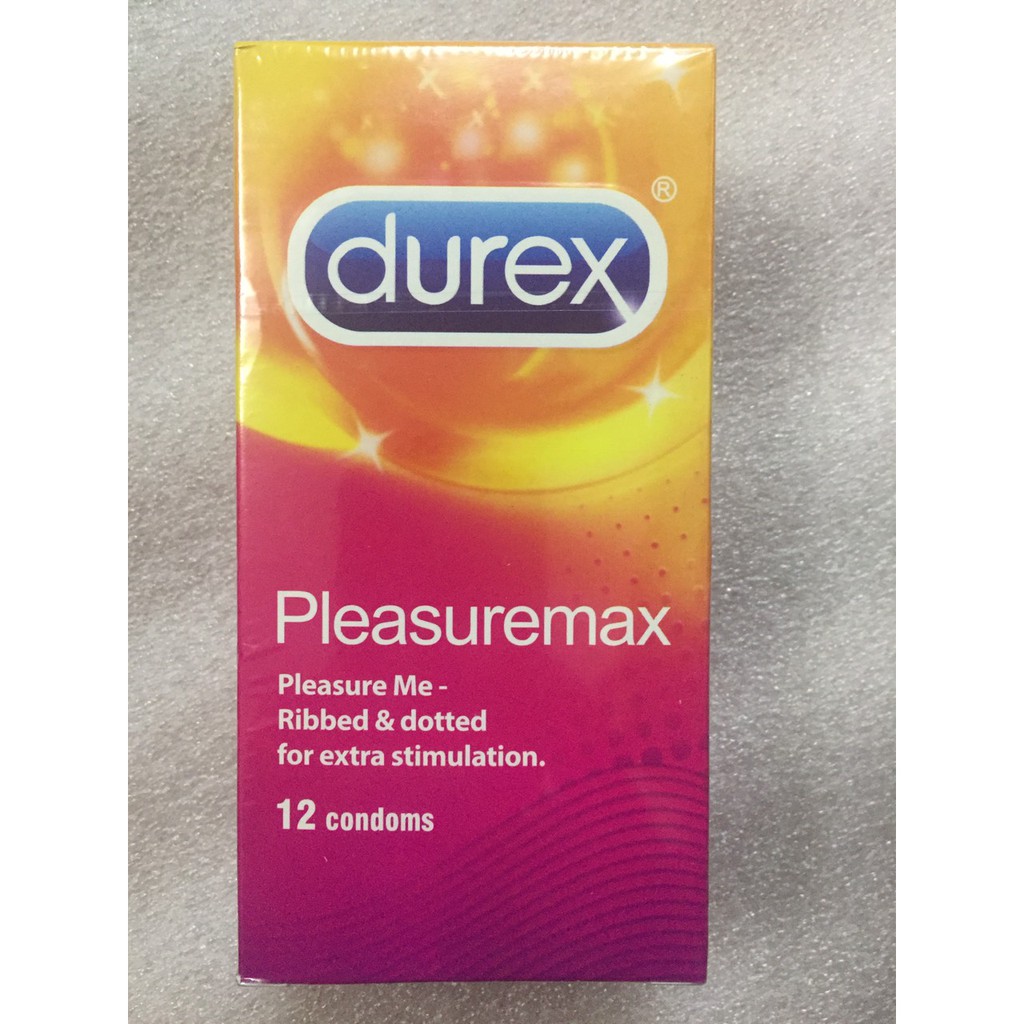 durex®
Pleasuremax
Pleasure Me -
Ribbed & dotted
for extra stimulation.
12 condoms